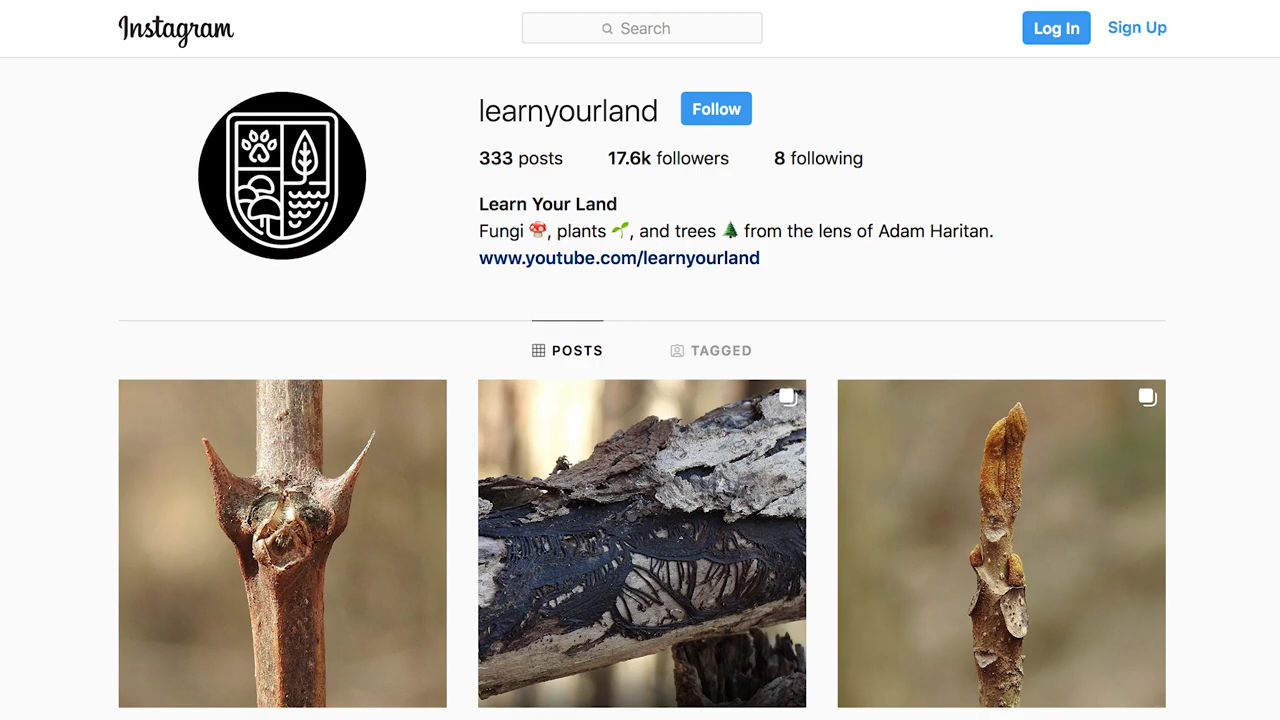 Instagram
Search
Log In
Sign Up
learnyourland
Follow
333 posts
17.6k followers
8 following
Learn Your Land
Fungi 🍄, plants 🌱, and trees 🌲 from the lens of Adam Haritan.
www.youtube.com/learnyourland
POSTS
TAGGED